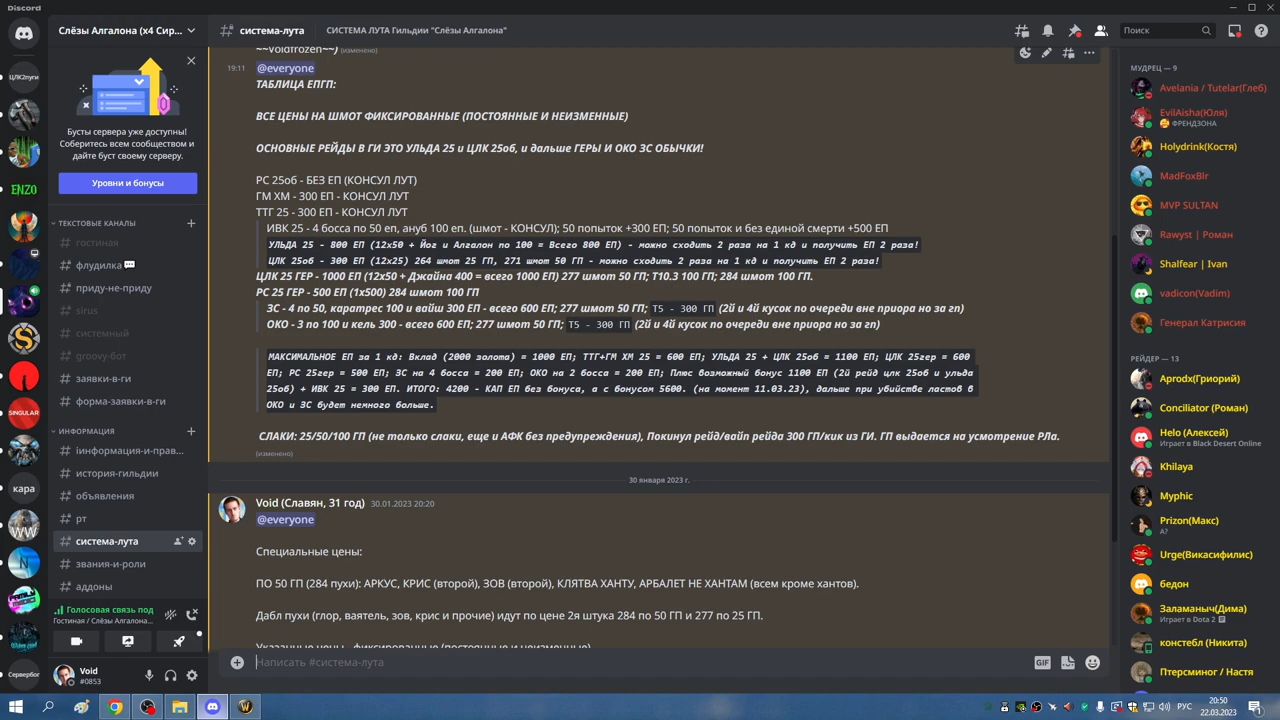 Discord
Слёзы Алгалона (x4 Сир...
система-лута
СИСТЕМА ЛУТА Гильдии "Слёзы Алгалона"
Поиск
ЦЛК2пуги
ENZO
SINGULAR
кара
WW
Сервербог
Бусты сервера уже доступны!
Соберитесь всем сообществом и
дайте буст своему серверу.
Уровни и бонусы
ТЕКСТОВЫЕ КАНАЛЫ
гостиная
флудилка
приду-не-приду
sirus
системный
groovy-бот
заявки-в-ги
форма-заявки-в-ги
ИНФОРМАЦИЯ
іинформация-и-прав...
история-гильдии
объявления
рт
система-лута
звания-и-роли
аддоны
Голосовая связь под
Гостиная / Слёзы Алгалона...
Void
#0853
~~Voidfrozen~~) (изменено)
19:11 @everyone
ТАБЛИЦА ЕПГП:
ВСЕ ЦЕНЫ НА ШМОТ ФИКСИРОВАННЫЕ (ПОСТОЯННЫЕ И НЕИЗМЕННЫЕ)
ОСНОВНЫЕ РЕЙДЫ В ГИ ЭТО УЛЬДА 25 и ЦЛК 25об, и дальше ГЕРЫ И ОКО ЗС ОБЫЧКИ!
РС 25об - БЕЗ ЕП (КОНСУЛ ЛУТ)
ГМ ХМ - 300 ЕП - КОНСУЛ ЛУТ
ТТГ 25 - 300 ЕП - КОНСУЛ ЛУТ
ИВК 25 - 4 босса по 50 еп, ануб 100 еп. (шмот - КОНСУЛ); 50 попыток +300 ЕП; 50 попыток и без единой смерти +500 ЕП
УЛЬДА 25 - 800 ЕП (12х50 + Йог и Алгалон по 100 = Всего 800 ЕП) - можно сходить 2 раза на 1 кд и получить ЕП 2 раза!
ЦЛК 25об - 300 ЕП (12х25) 264 шмот 25 ГП, 271 шмот 50 ГП - можно сходить 2 раза на 1 кд и получить ЕП 2 раза!
ЦЛК 25 ГЕР - 1000 ЕП (12х50 + Джайна 400 = всего 1000 ЕП) 277 шмот 50 ГП; Т10.3 100 ГП; 284 шмот 100 ГП.
РС 25 ГЕР - 500 ЕП (1х500) 284 шмот 100 ГП
ЗС - 4 по 50, каратрес 100 и вайш 300 ЕП - всего 600 ЕП; 277 шмот 50 ГП; Т5 - 300 ГП (2й и 4й кусок по очереди вне приора но за гп)
ОКО - 3 по 100 и кель 300 - всего 600 ЕП; 277 шмот 50 ГП; Т5 - 300 ГП (2й и 4й кусок по очереди вне приора но за гп)
МАКСИМАЛЬНОЕ ЕП за 1 кд: Вклад (2000 золота) = 1000 ЕП; ТТГ+ГМ ХМ 25 = 600 ЕП; УЛЬДА 25 + ЦЛК 25об = 1100 ЕП; ЦЛК 25гер = 600
ЕП; РС 25гер = 500 ЕП; ЗС на 4 босса = 200 ЕП; ОКО на 2 босса = 200 ЕП; Плюс возможный бонус 1100 ЕП (2й рейд цлк 25об и ульда
25об) + ИВК 25 = 300 ЕП. ИТОГО: 4200 - КАП ЕП без бонуса, а с бонусом 5600. (на момент 11.03.23), дальше при убийстве ластов в
ОКО и ЗС будет немного больше.
СЛАКИ: 25/50/100 ГП (не только слаки, еще и АФК без предупреждения), Покинул рейд/вайп рейда 300 ГП/кик из ГИ. ГП выдается на усмотрение РЛа.
(изменено)
30 января 2023 г.
Void (Славян, 31 год) 30.01.2023 20:20
@everyone
Специальные цены:
ПО 50 ГП (284 пухи): АРКУС, КРИС (второй), ЗОВ (второй), КЛЯТВА ХАНТУ, АРБАЛЕТ НЕ ХАНТАМ (всем кроме хантов).
Дабл пухи (глор, ваятель, зов, крис и прочие) идут по цене 2я штука 284 по 50 ГП и 277 по 25 ГП.
Указанные цены - фиксированные (постоянные и неизменные)
Написать #система-лута
GIF
МУДРЕЦ — 9
Avelania / Tutelar(Глеб)
EvilAisha(Юля)
ФРЕНДЗОНА
Holydrink(Костя)
MadFoxBlr
MVP SULTAN
Rawyst | Роман
Shalfear | Ivan
vadicon(Vadim)
Генерал Катрисия
РЕЙДЕР — 13
Aprodx(Гриорий)
Conciliator (Роман)
Helo (Алексей)
Играет в Black Desert Online
Khilaya
Myphic
Prizon(Макс)
А?
Urge(Викасифилис)
бедон
Заламаныч(Дима)
Играет в Dota 2
констебл (Никита)
Птерсминог / Настя
РУС
20:50
22.03.2023